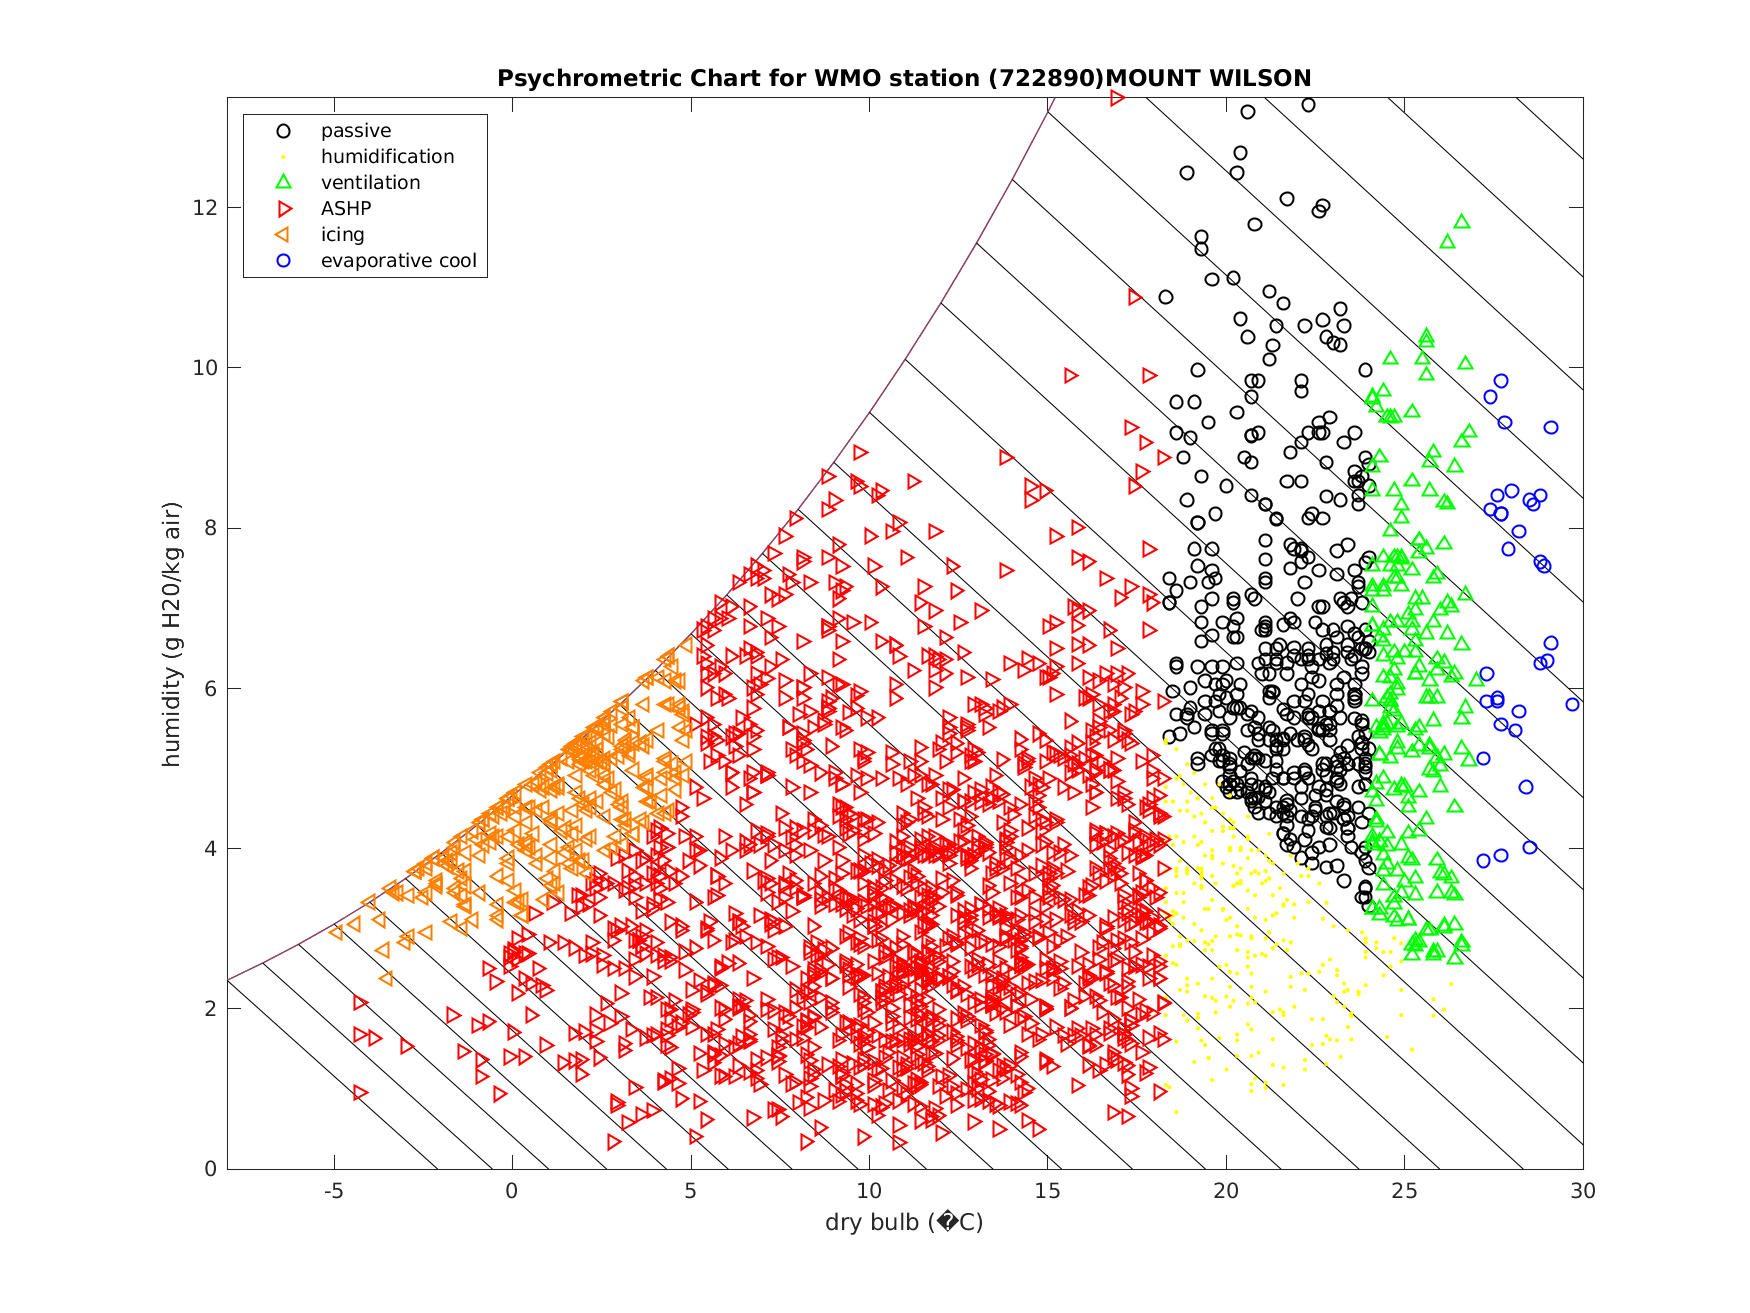 Psychrometric Chart for WMO station (722890)MOUNT WILSON
passive
humidification
ventilation
ASHP
icing
evaporative cool
humidity (g H20/kg air)
12
10
8
6
4
2
0
-5
0
5
10
15
20
25
30
dry bulb (�C)